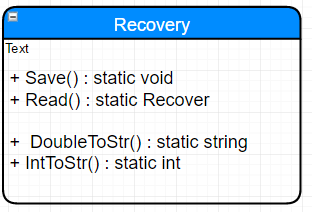 Recovery
Text
+ Save() : static void
+ Read() : static Recover
+ DoubleToStr() : static string
+ IntToStr() : static int